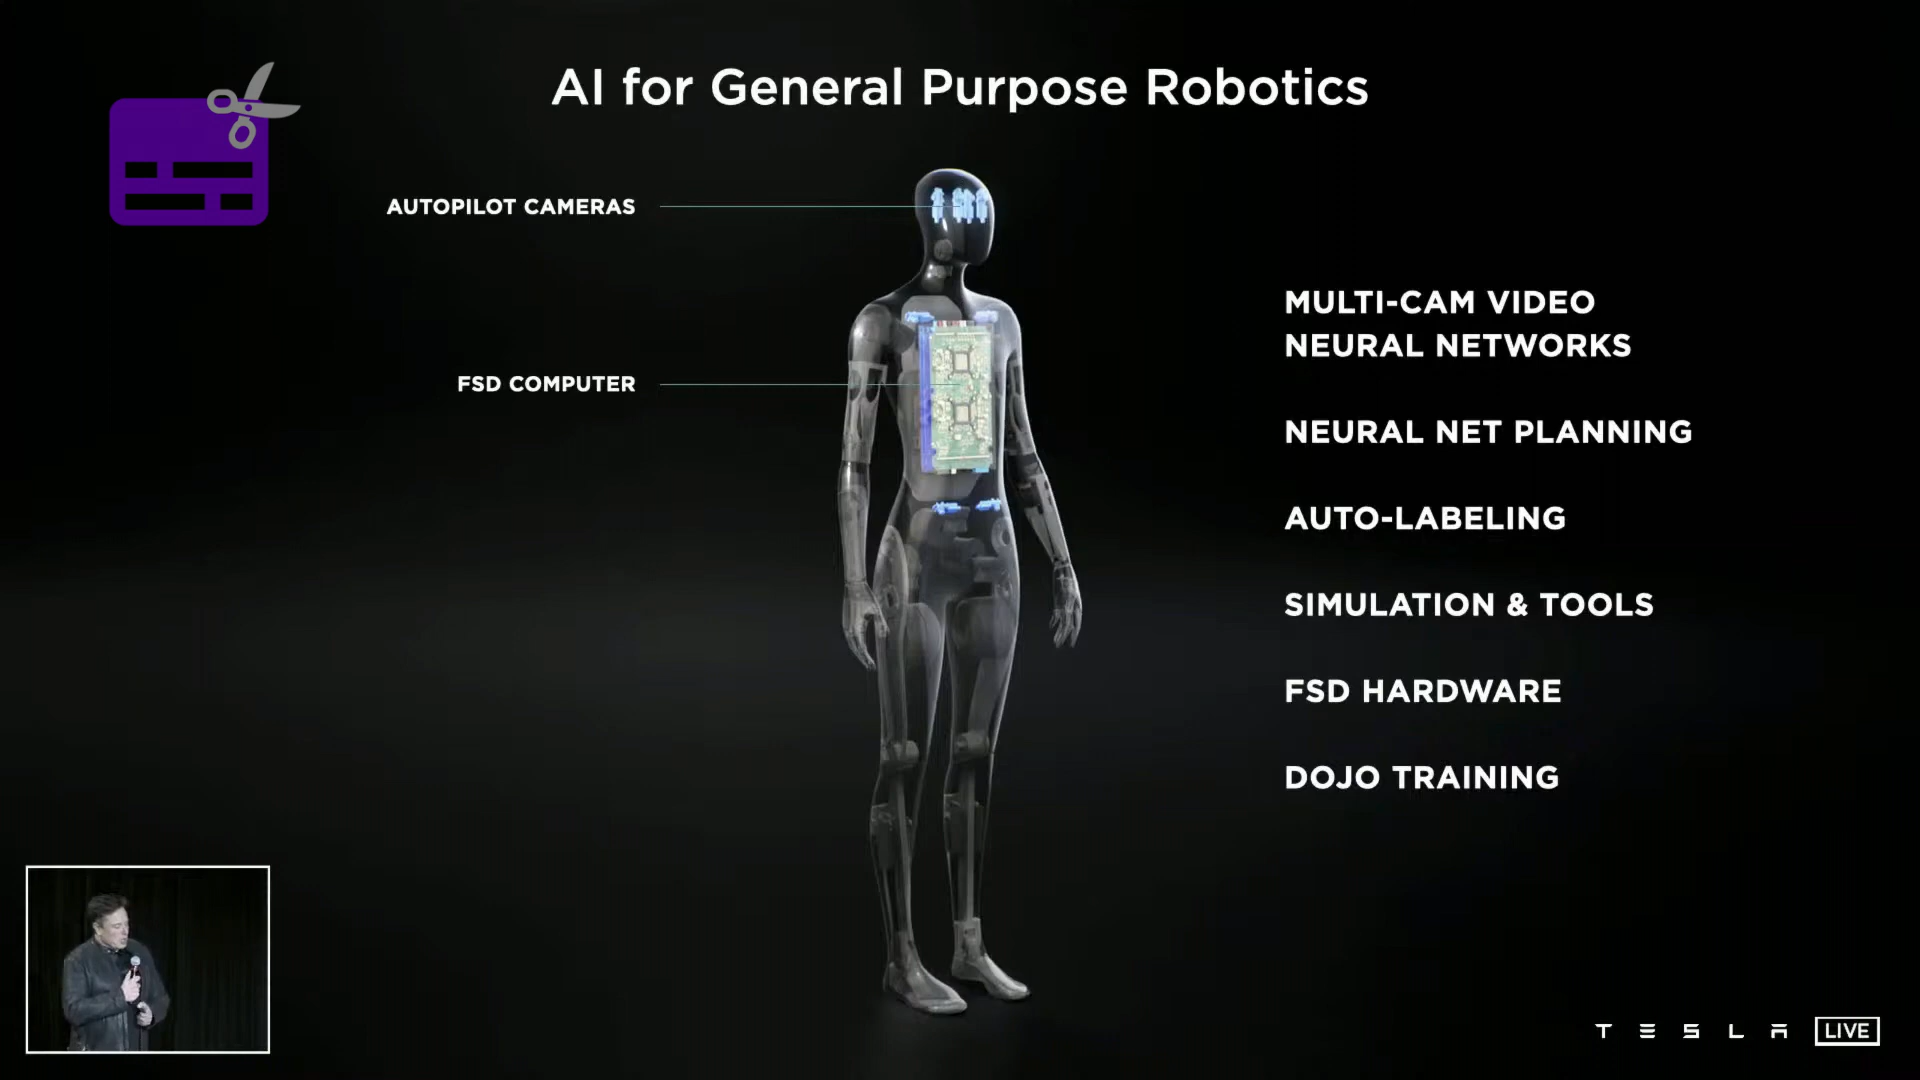 AI for General Purpose Robotics
AUTOPILOT CAMERAS
FSD COMPUTER
MULTI-CAM VIDEO
NEURAL NETWORKS
NEURAL NET PLANNING
AUTO-LABELING
SIMULATION & TOOLS
FSD HARDWARE
DOJO TRAINING
TESLA LIVE